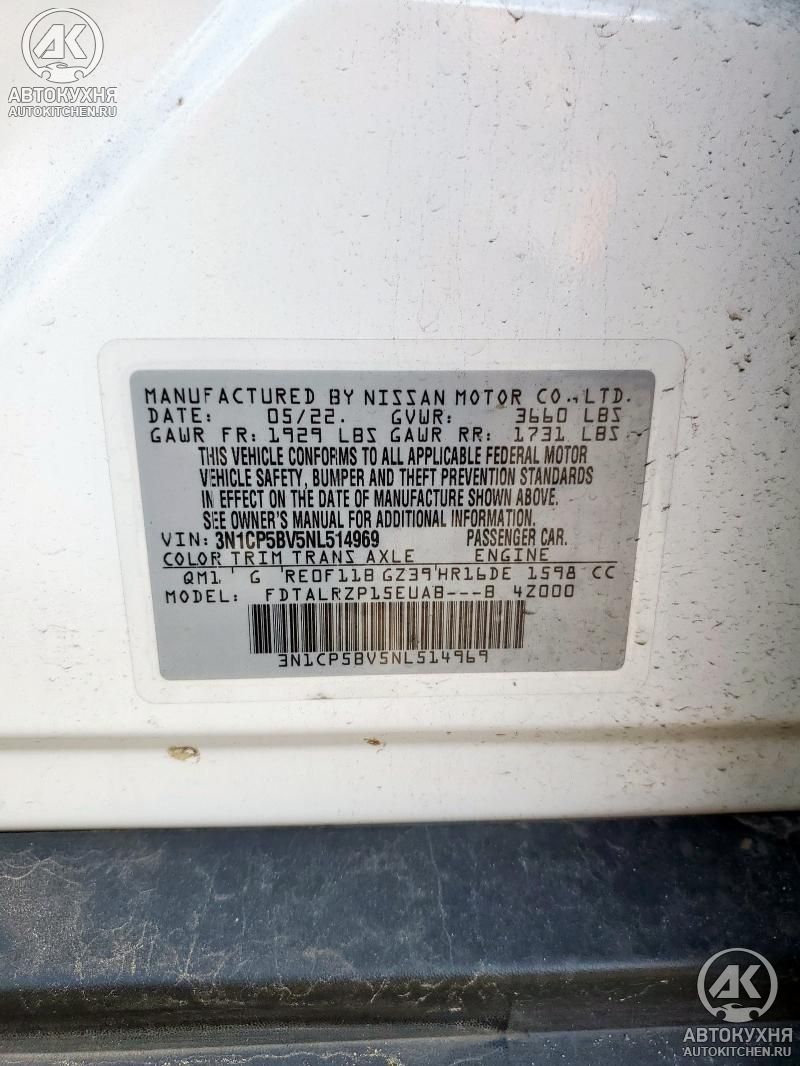 АК
АВТОКУХНЯ
AUTOKITCHEN.RU
MANUFACTURED BY NISSAN MOTOR CO.,LTD.
DATE: 05/22. GVWR: 3660 LBS
GAWR FR: 1929 LBS GAWR RR: 1731 LBS
THIS VEHICLE CONFORMS TO ALL APPLICABLE FEDERAL MOTOR
VEHICLE SAFETY, BUMPER AND THEFT PREVENTION STANDARDS
IN EFFECT ON THE DATE OF MANUFACTURE SHOWN ABOVE.
SEE OWNER'S MANUAL FOR ADDITIONAL INFORMATION.
VIN: 3N1CP5BV5NL514969 PASSENGER CAR.
COLOR TRIM TRANS AXLE ENGINE
QM1 G RE0F11B GZ39 HR16DE 1598 CC
MODEL: FDTALRZP15EUAB---B 4Z000
3N1CP5BV5NL514969
АК
АВТОКУХНЯ
AUTOKITCHEN.RU